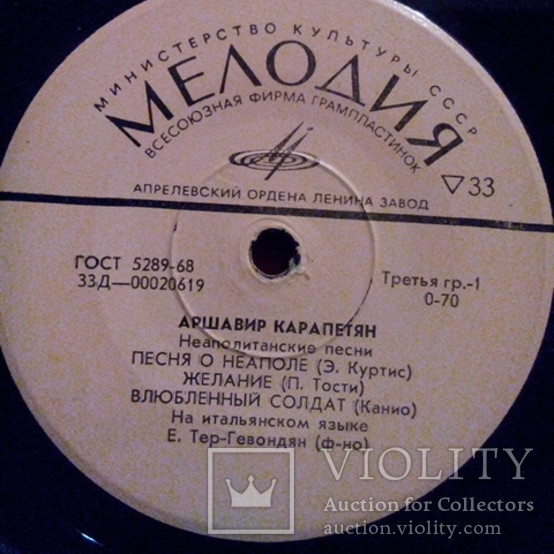 МИНИСТЕРСТВО КУЛЬТУРЫ СССР
МЕЛОДИЯ
ВСЕСОЮЗНАЯ ФИРМА ГРАМПЛАСТИНОК
▽33
АПРЕЛЕВСКИЙ ОРДЕНА ЛЕНИНА ЗАВОД
ГОСТ 5289-68
33Д—00020619
Третья гр.-1
0-70
АРШАВИР КАРАПЕТЯН
Неаполитанские песни
ПЕСНЯ О НЕАПОЛЕ (Э. Куртис)
ЖЕЛАНИЕ (П. Тости)
ВЛЮБЛЕННЫЙ СОЛДАТ (Канио)
На итальянском языке
Е. Тер-Гевондян (ф-но)
VIOLITY
Auction for Collectors
auction.violity.com